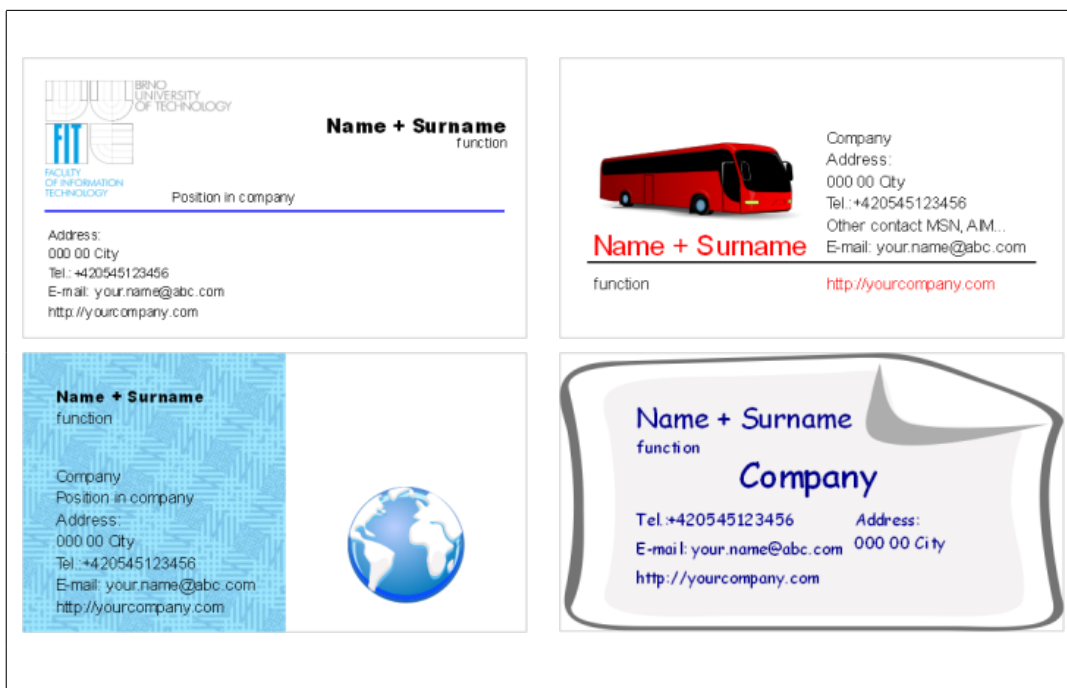 BRNO
UNIVERSITY
OF TECHNOLOGY
FIT
FACULTY
OF INFORMATION
TECHNOLOGY
Name + Surname
function
Position in company
Address:
000 00 City
Tel.: +420545123456
E-mail: your.name@abc.com
http://yourcompany.com
Company
Address:
000 00 City
Tel.:+420545123456
Other contact MSN, AIM...
E-mail: your.name@abc.com
Name + Surname
function
http://yourcompany.com
Name + Surname
function
Company
Position in company
Address:
000 00 City
Tel.:+420545123456
E-mail: your.name@abc.com
http://yourcompany.com
Name + Surname
function
Company
Tel.:+420545123456
E-mail: your.name@abc.com
http://yourcompany.com
Address:
000 00 City